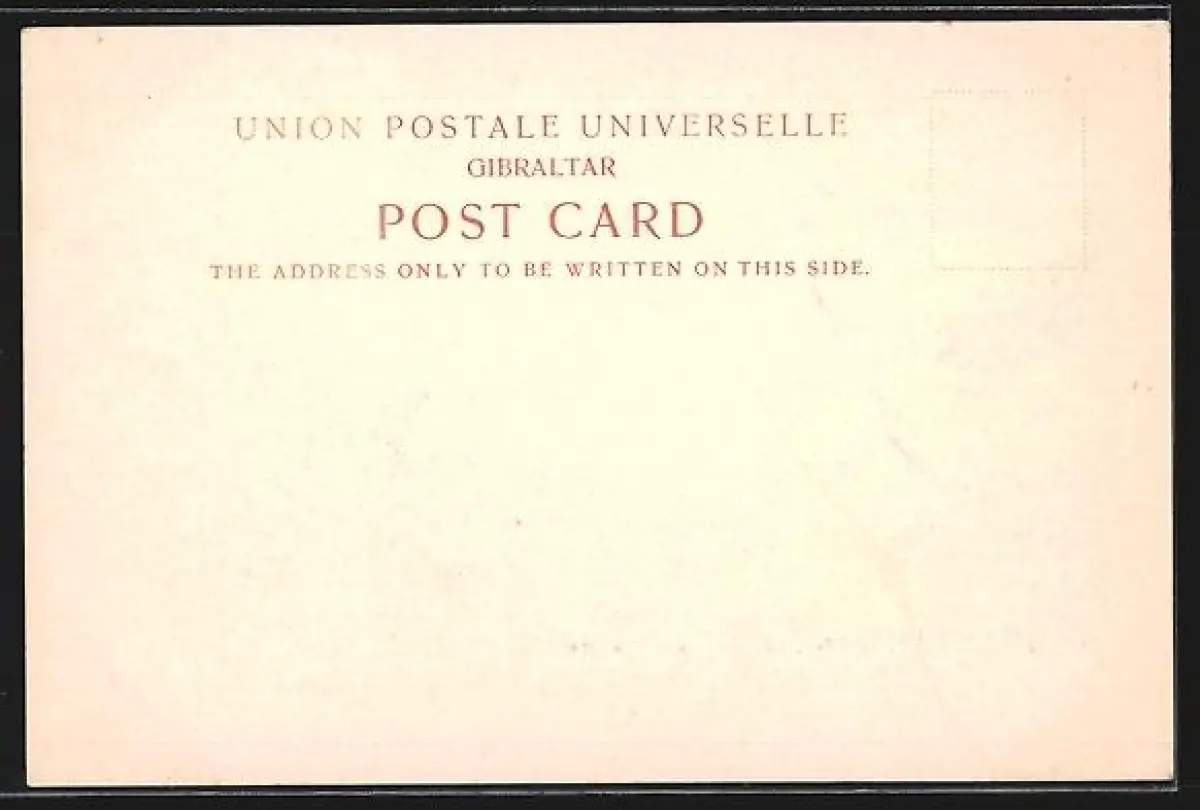 UNION POSTALE UNIVERSELLE
GIBRALTAR
POST CARD
THE ADDRESS ONLY TO BE WRITTEN ON THIS SIDE.